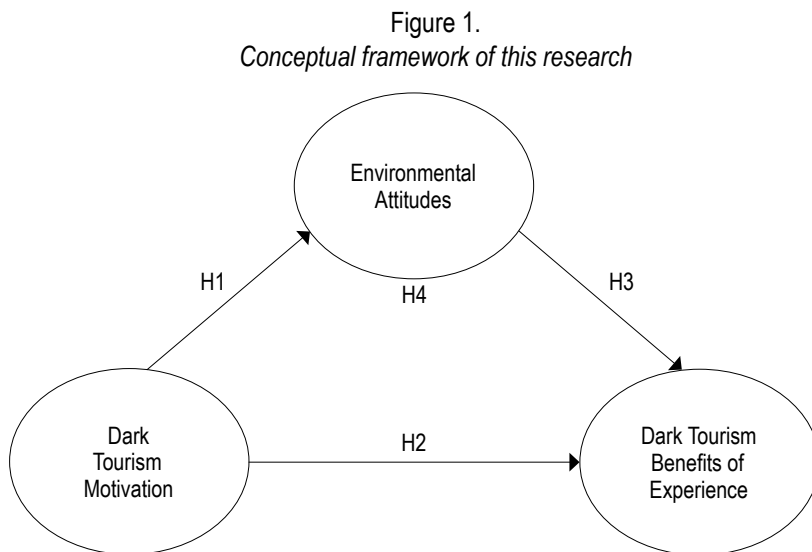 Figure 1.
Conceptual framework of this research
Environmental
Attitudes
H1
H4
H3
Dark
Tourism
Motivation
H2
Dark Tourism
Benefits of
Experience